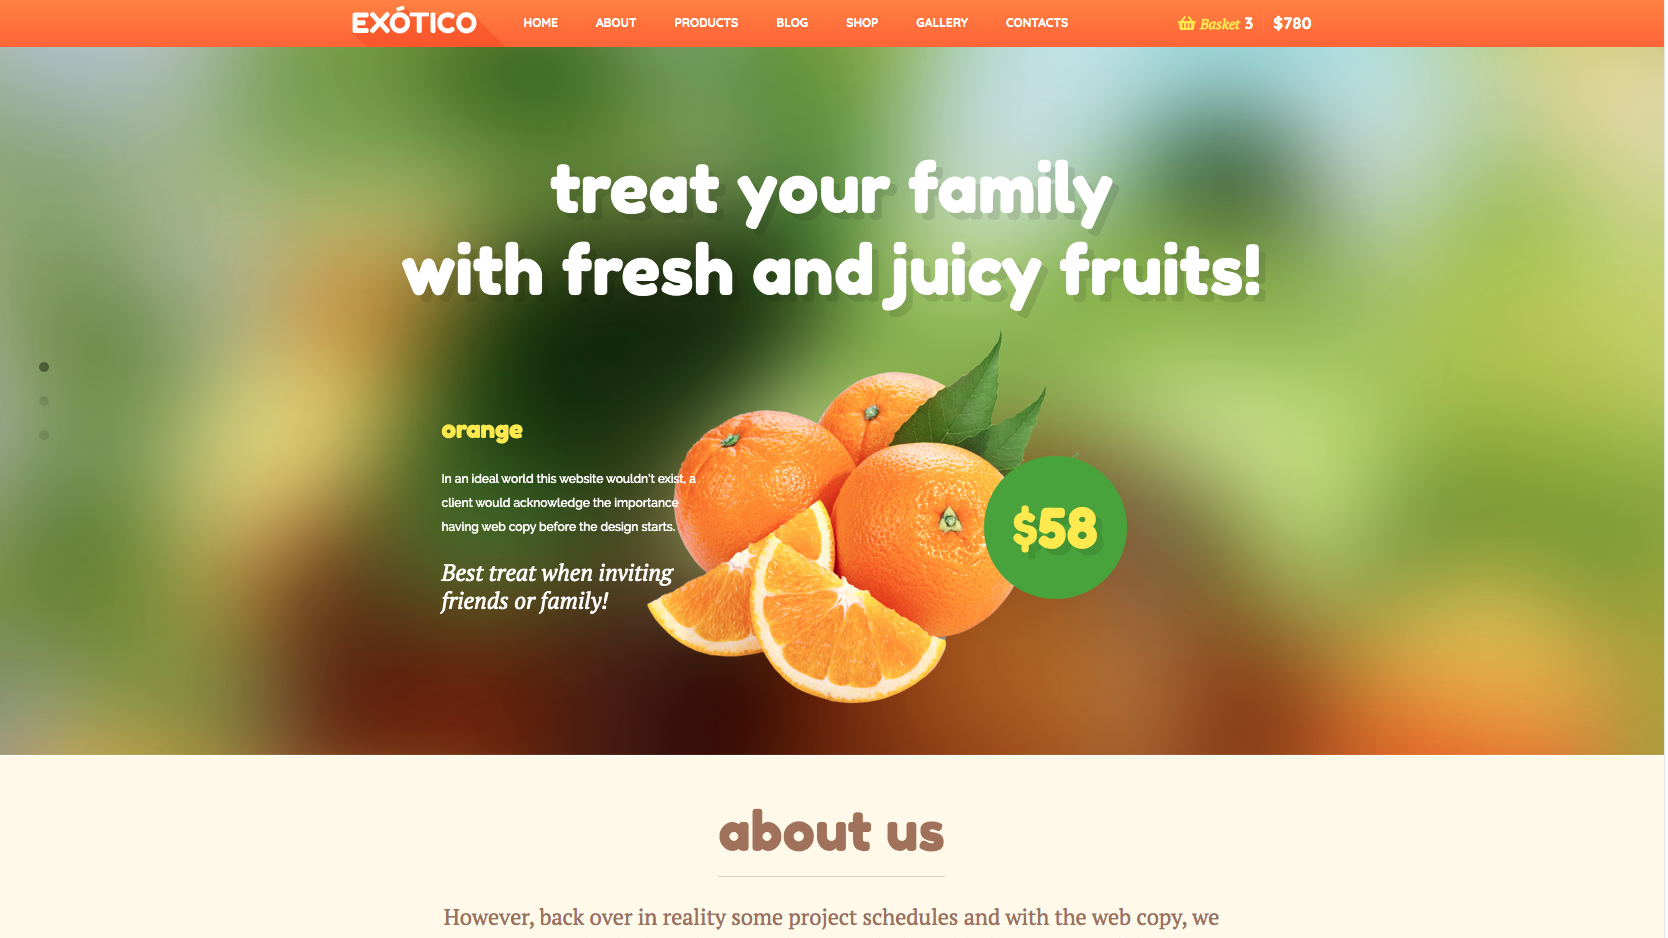 EXÓTICO
HOME ABOUT PRODUCTS BLOG SHOP GALLERY CONTACTS
Basket 3 $780
treat your family
with fresh and juicy fruits!
orange
In an ideal world this website wouldn't exist, a
client would acknowledge the importance
having web copy before the design starts.
Best treat when inviting
friends or family!
$58
about us
However, back over in reality some project schedules and with the web copy, we